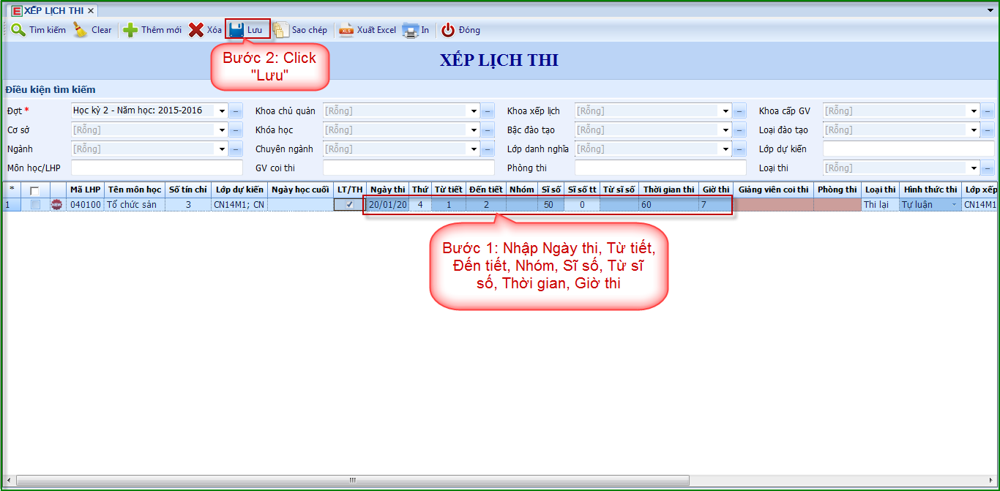 XẾP LỊCH THI
Tìm kiếm Clear Thêm mới Xóa Lưu Sao chép Xuất Excel In Đóng
Bước 2: Click
"Lưu"
XẾP LỊCH THI
Điều kiện tìm kiếm
Đợt * Học kỳ 2 - Năm học: 2015-2016 Khoa chủ quản [Rỗng] Khoa xếp lịch [Rỗng] Khoa cấp GV [Rỗng]
Cơ sở [Rỗng] Khóa học [Rỗng] Bậc đào tạo [Rỗng] Loại đào tạo [Rỗng]
Ngành [Rỗng] Chuyên ngành [Rỗng] Lớp danh nghĩa [Rỗng] Lớp dự kiến
Môn học/LHP GV coi thi Phòng thi Loại thi [Rỗng]
* Mã LHP Tên môn học Số tín chỉ Lớp dự kiến Ngày học cuối LT/TH Ngày thi Thứ Từ tiết Đến tiết Nhóm Sĩ số Sĩ số tt Từ sĩ số Thời gian thi Giờ thi Giảng viên coi thi Phòng thi Loại thi Hình thức thi Lớp xếp
1 NEW 040100 Tổ chức sản 3 CN14M1; CN 20/01/20 4 1 2 50 0 60 7 Thi lại Tự luận CN14M1
Bước 1: Nhập Ngày thi, Từ tiết,
Đến tiết, Nhóm, Sĩ số, Từ sĩ
số, Thời gian, Giờ thi